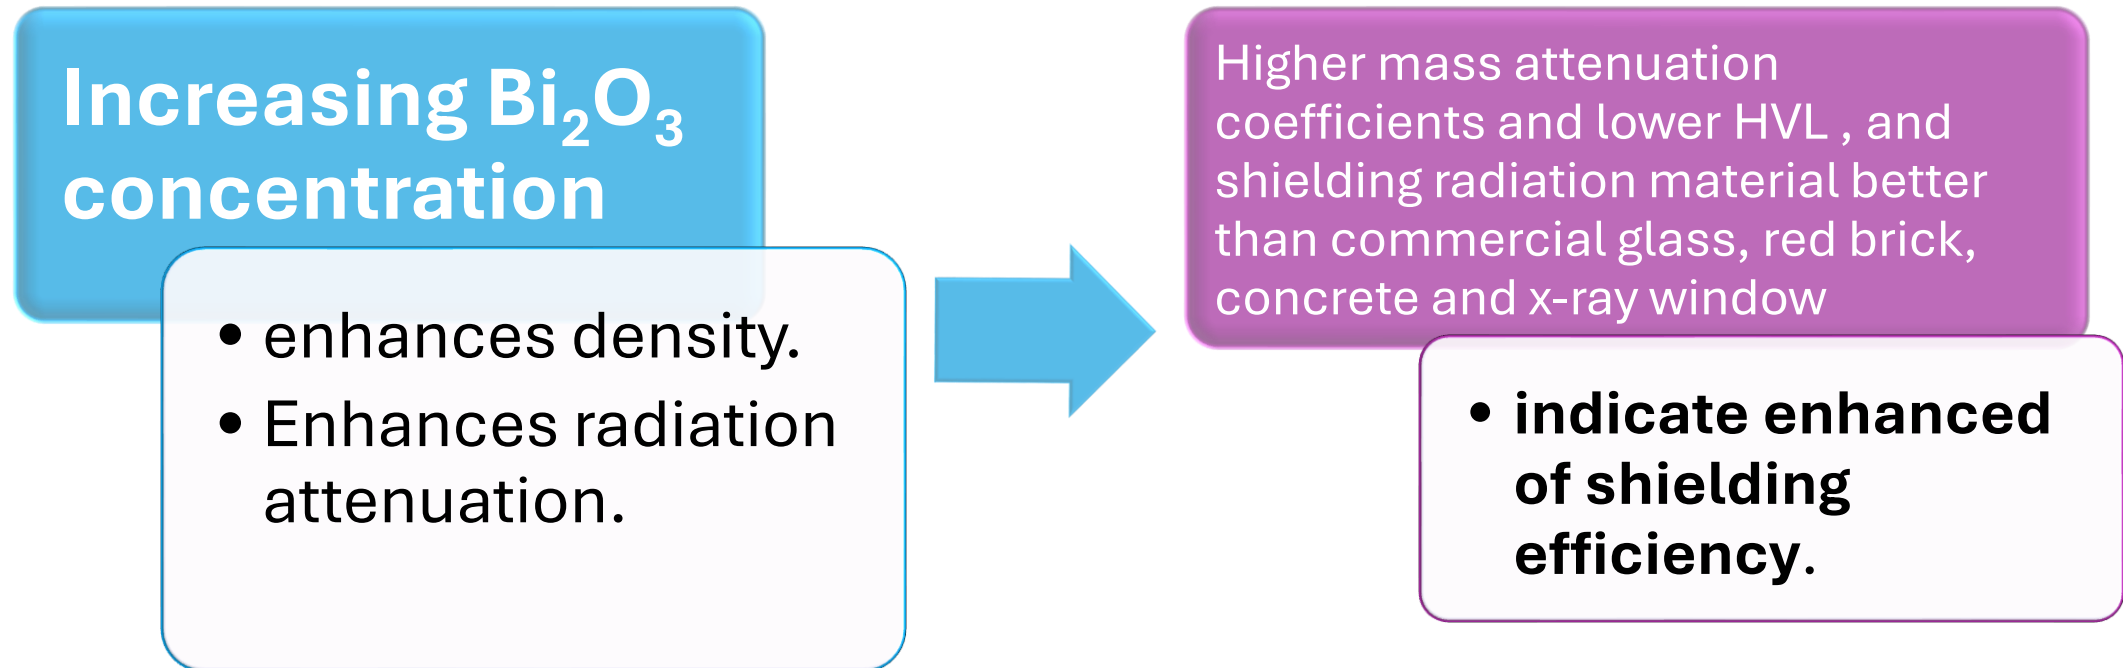 Increasing Bi₂O₃
concentration
• enhances density.
• Enhances radiation
attenuation.
Higher mass attenuation
coefficients and lower HVL , and
shielding radiation material better
than commercial glass, red brick,
concrete and x-ray window
• indicate enhanced
of shielding
efficiency.